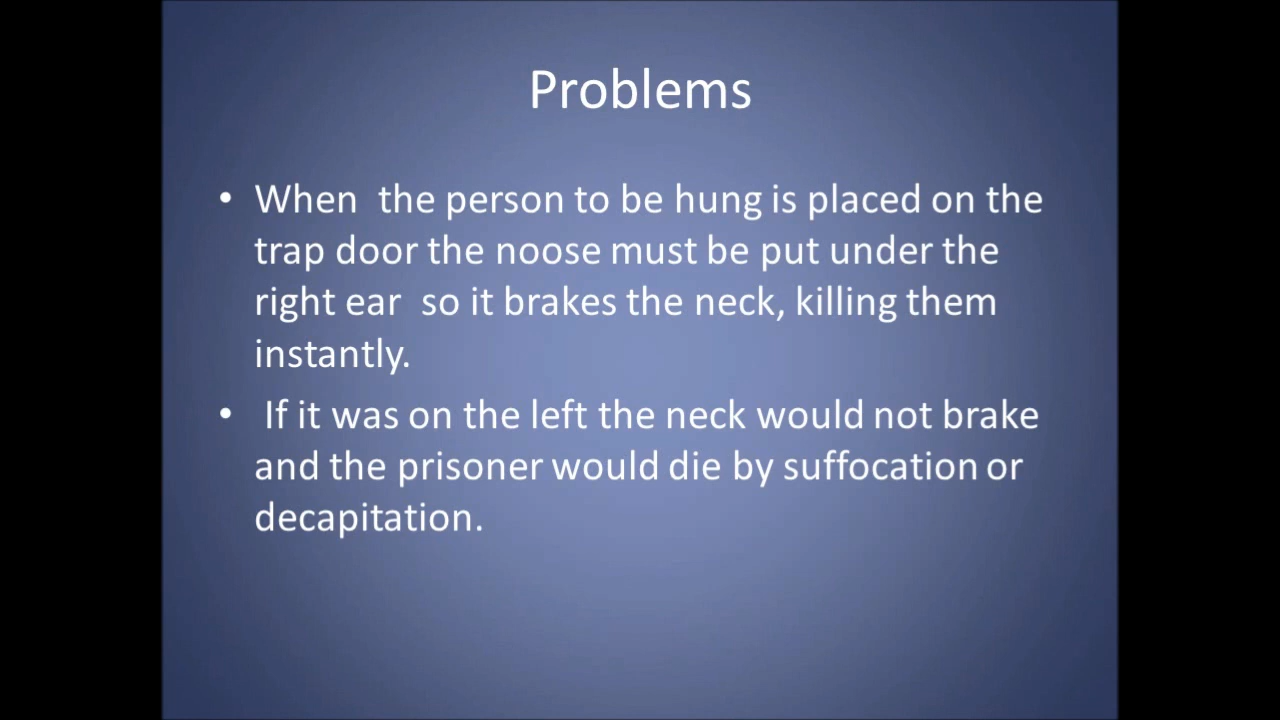 Problems
• When  the person to be hung is placed on the
trap door the noose must be put under the
right ear  so it brakes the neck, killing them
instantly.
•  If it was on the left the neck would not brake
and the prisoner would die by suffocation or
decapitation.